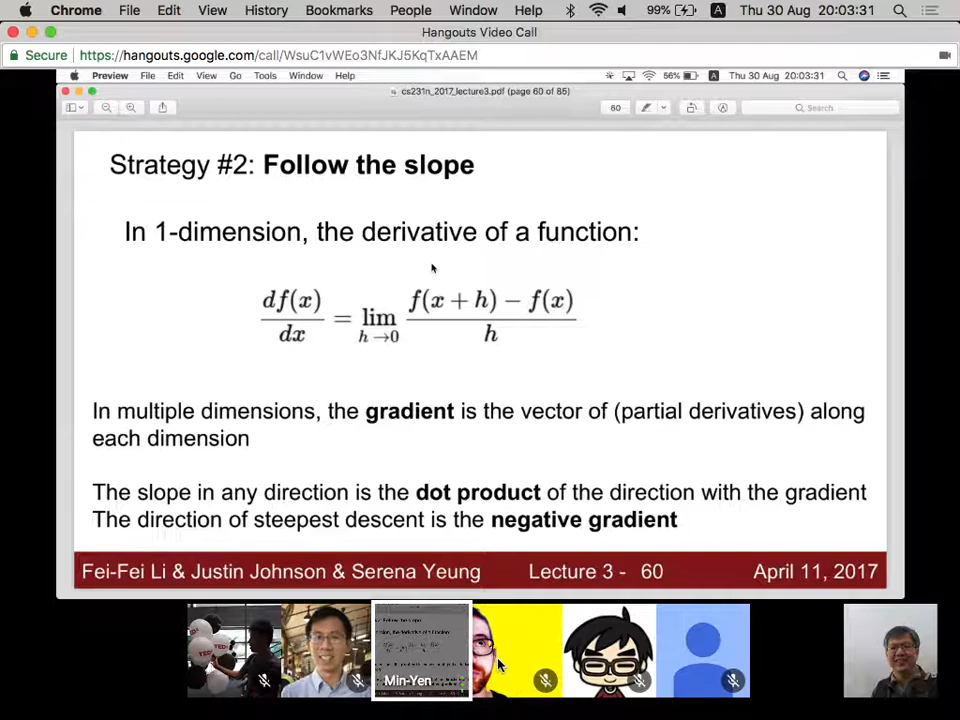 Chrome File Edit View History Bookmarks People Window Help 99% A Thu 30 Aug 20:03:31
Hangouts Video Call
Secure https://hangouts.google.com/call/WsuC1vWEo3NfJKJ5KqTxAAEM
Preview File Edit View Go Tools Window Help 56% A Thu 30 Aug 20:03:31
cs231n_2017_lecture3.pdf (page 60 of 85)
60 Search
Strategy #2: Follow the slope
In 1-dimension, the derivative of a function:
df(x)/dx = lim h→0 f(x + h) − f(x)/h
In multiple dimensions, the gradient is the vector of (partial derivatives) along
each dimension
The slope in any direction is the dot product of the direction with the gradient
The direction of steepest descent is the negative gradient
Fei-Fei Li & Justin Johnson & Serena Yeung Lecture 3 - 60 April 11, 2017
TED
Min-Yen